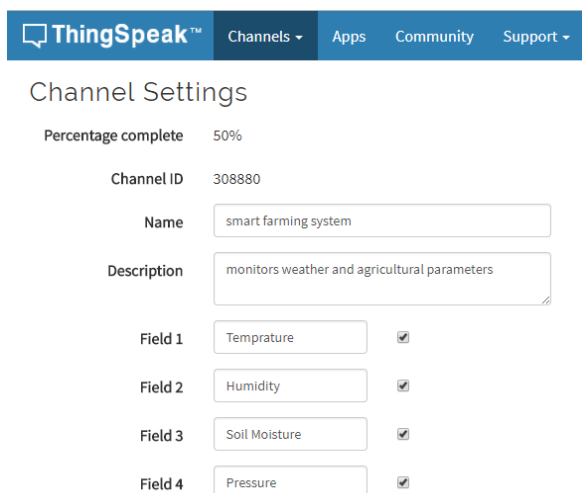 ThingSpeak™ Channels Apps Community Support
Channel Settings
Percentage complete 50%
Channel ID 308880
Name smart farming system
Description monitors weather and agricultural parameters
Field 1 Temprature
Field 2 Humidity
Field 3 Soil Moisture
Field 4 Pressure